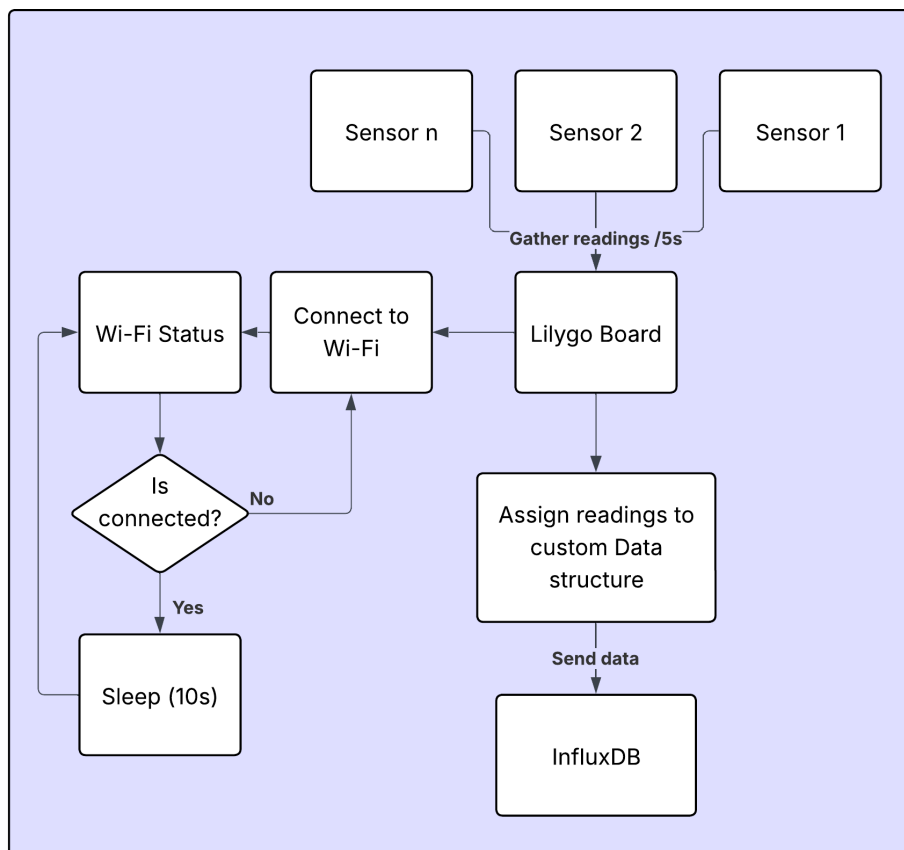 Sensor n
Sensor 2
Sensor 1
Gather readings /5s
Wi-Fi Status
Connect to
Wi-Fi
Lilygo Board
Is
connected?
No
Assign readings to
custom Data
structure
Yes
Send data
Sleep (10s)
InfluxDB